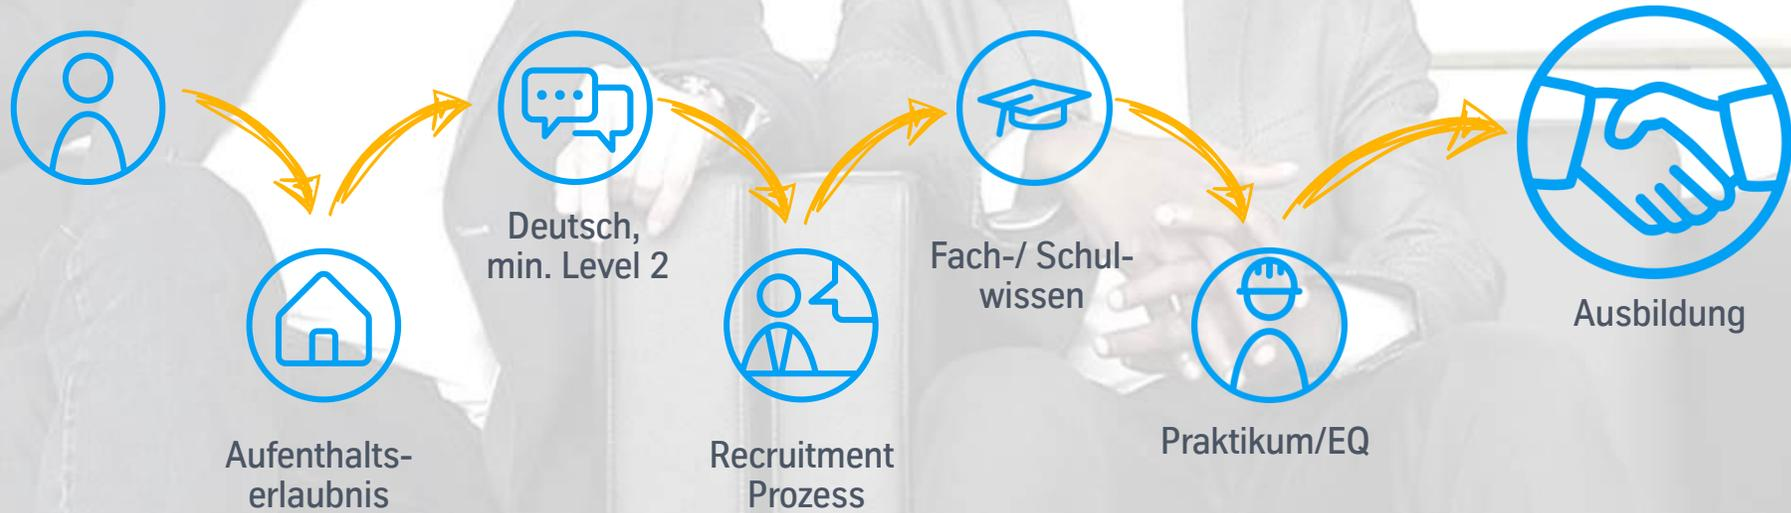 Deutsch,
min. Level 2
Fach-/ Schul-
wissen
Ausbildung
Aufenthalts-
erlaubnis
Recruitment
Prozess
Praktikum/EQ